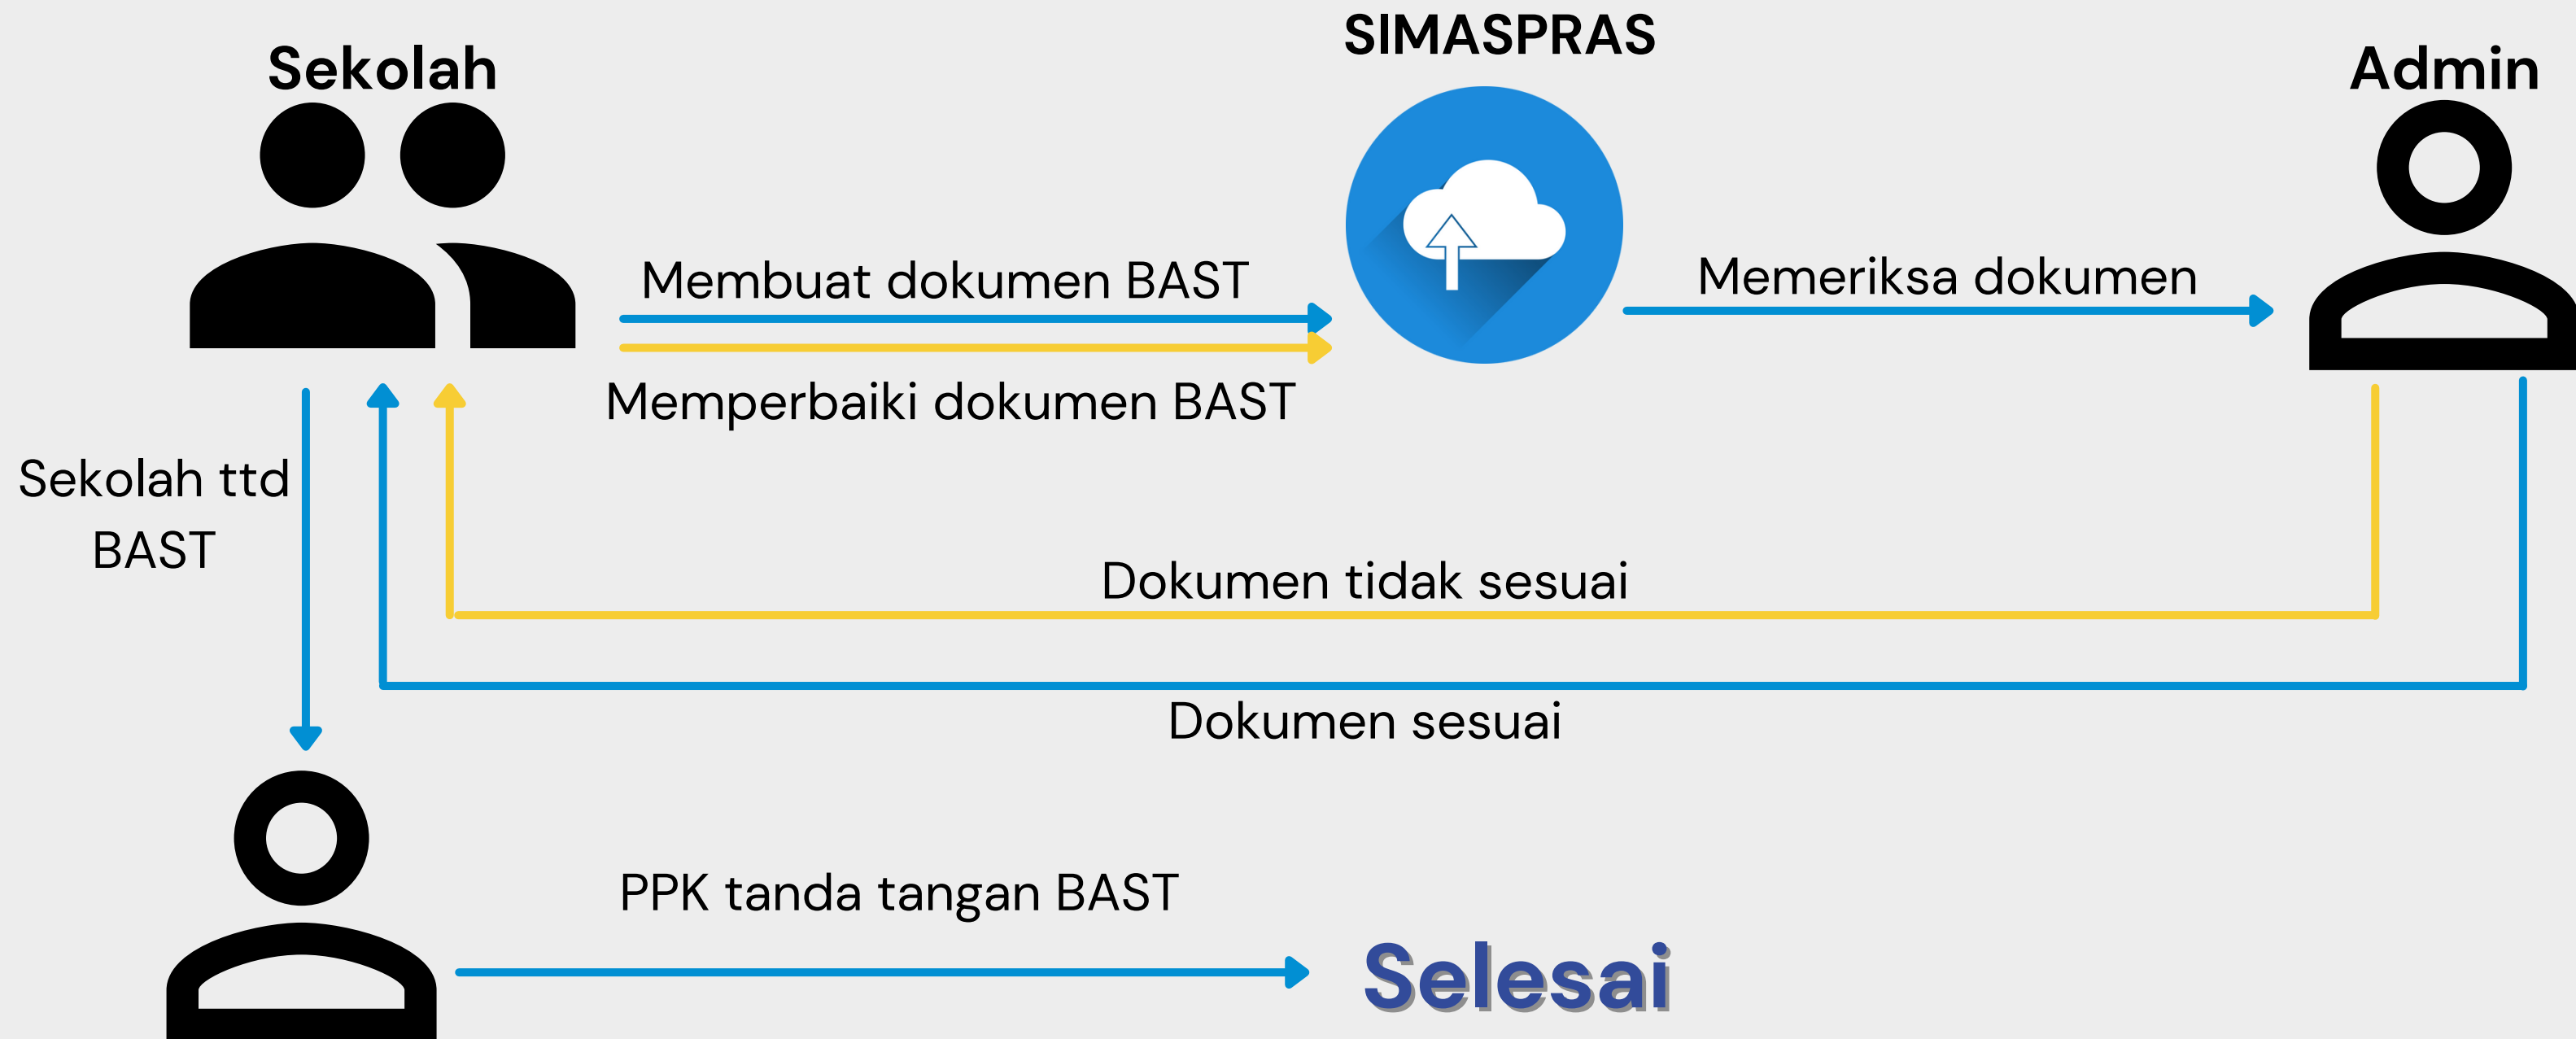 SIMASPRAS
Sekolah
Admin
Membuat dokumen BAST
Memeriksa dokumen
Memperbaiki dokumen BAST
Sekolah ttd
BAST
Dokumen tidak sesuai
Dokumen sesuai
PPK tanda tangan BAST
Selesai